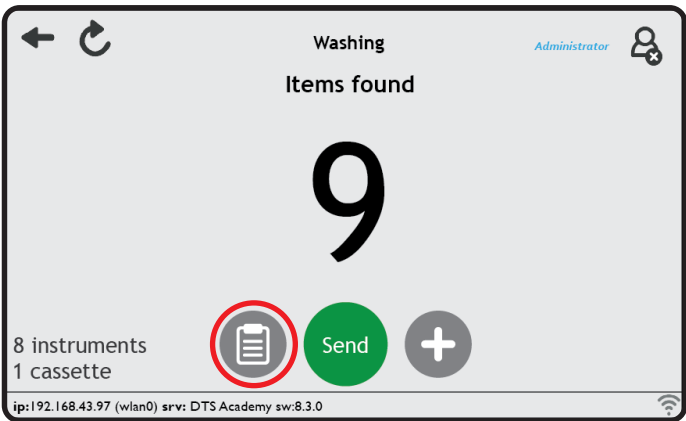 Washing
Administrator
Items found
9
Send
8 instruments
1 cassette
ip:192.168.43.97 (wlan0) srv: DTS Academy sw:8.3.0